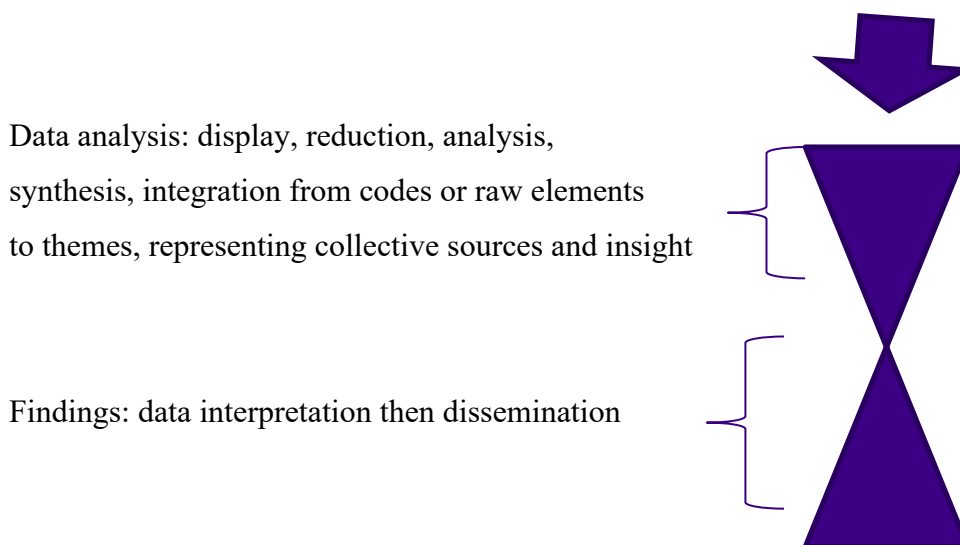 Data analysis: display, reduction, analysis,
synthesis, integration from codes or raw elements
to themes, representing collective sources and insight
Findings: data interpretation then dissemination